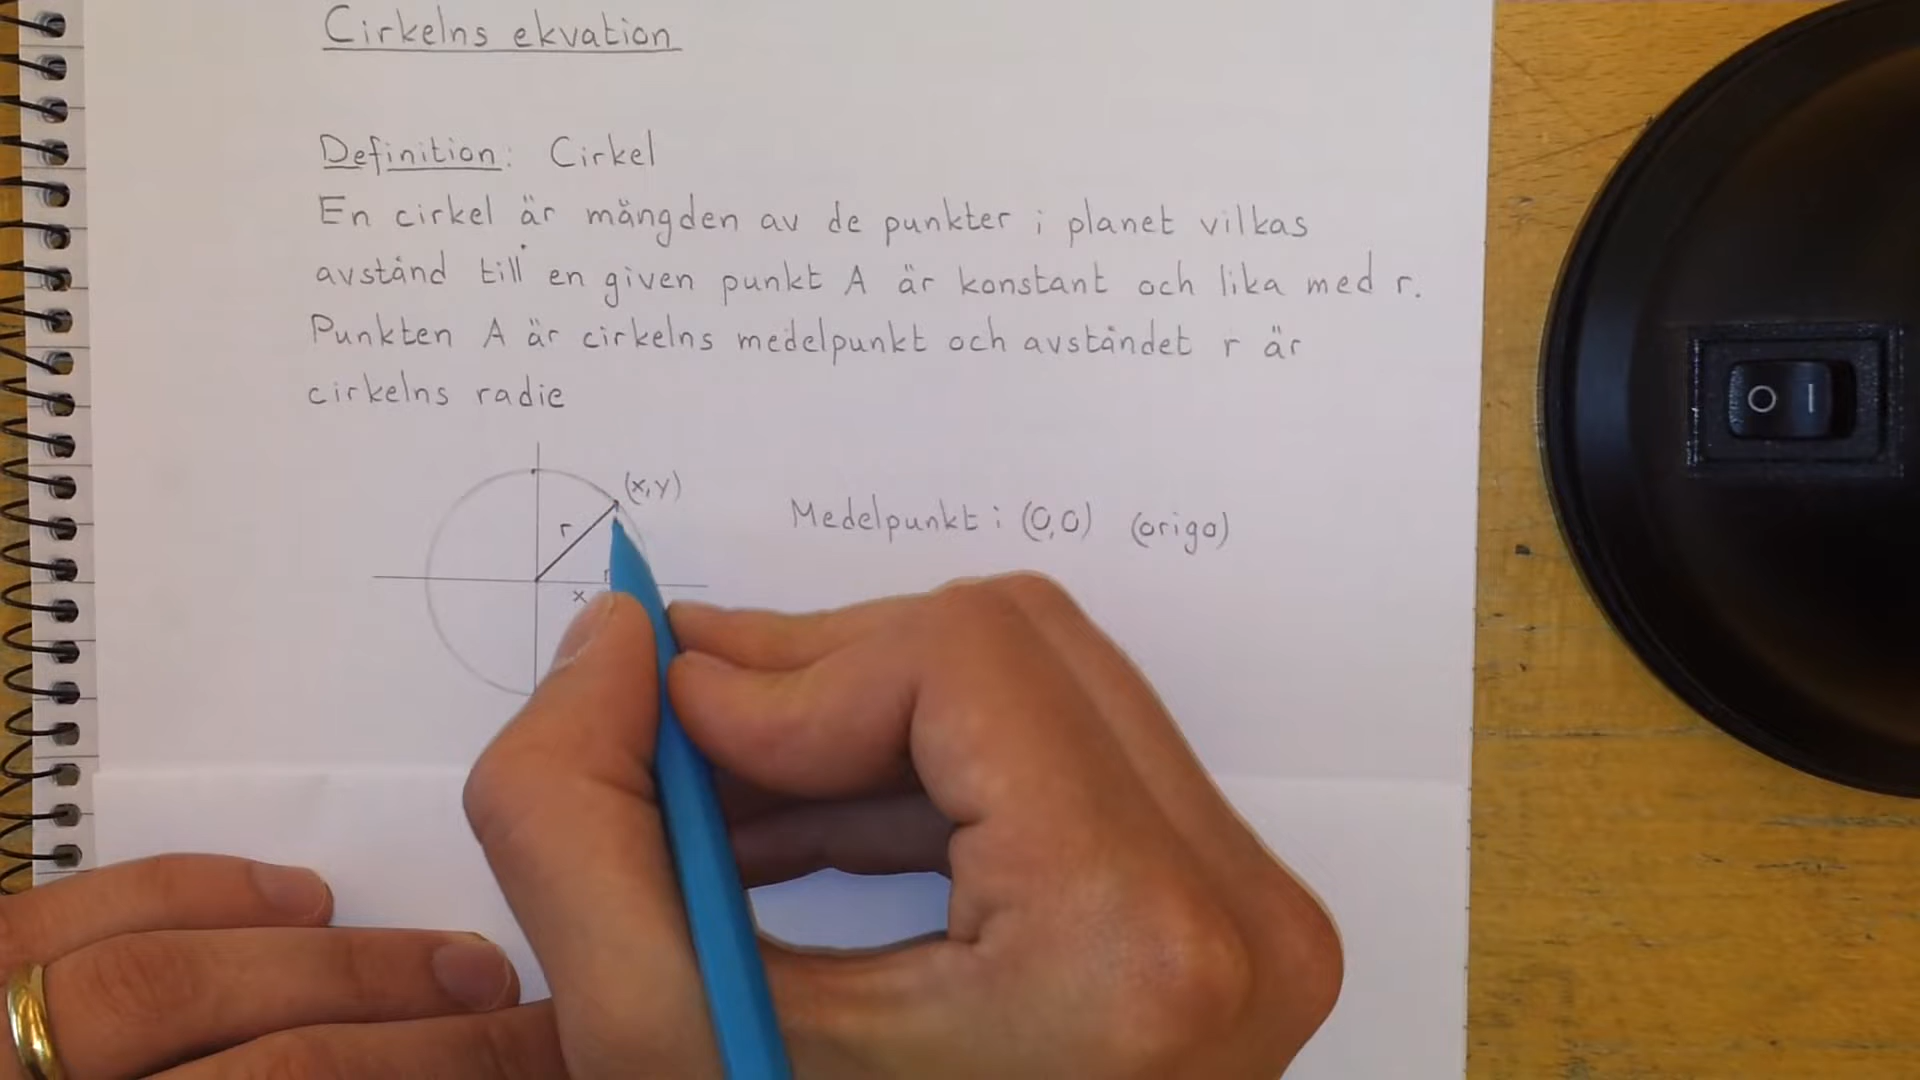 Cirkelns ekvation
Definition: Cirkel
En cirkel är mängden av de punkter i planet vilkas
avstånd till en given punkt A är konstant och lika med r.
Punkten A är cirkelns medelpunkt och avståndet r är
cirkelns radie
(x,y)
r
x
Medelpunkt i (0,0) (origo)
O I